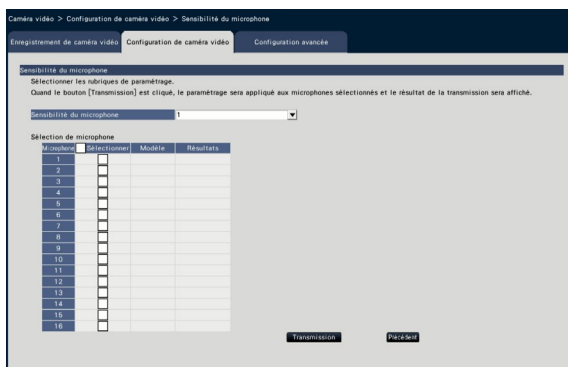 Caméra vidéo > Configuration de caméra vidéo > Sensibilité du microphone
Enregistrement de caméra vidéo Configuration de caméra vidéo Configuration avancée
Sensibilité du microphone
Sélectionner les rubriques de paramétrage.
Quand le bouton [Transmission] est cliqué, le paramétrage sera appliqué aux microphones sélectionnés et le résultat de la transmission sera affiché.
Sensibilité du microphone 1
Sélection de microphone
Microphone Sélectionner Modèle Résultats
1
2
3
4
5
6
7
8
9
10
11
12
13
14
15
16
Transmission Précédent